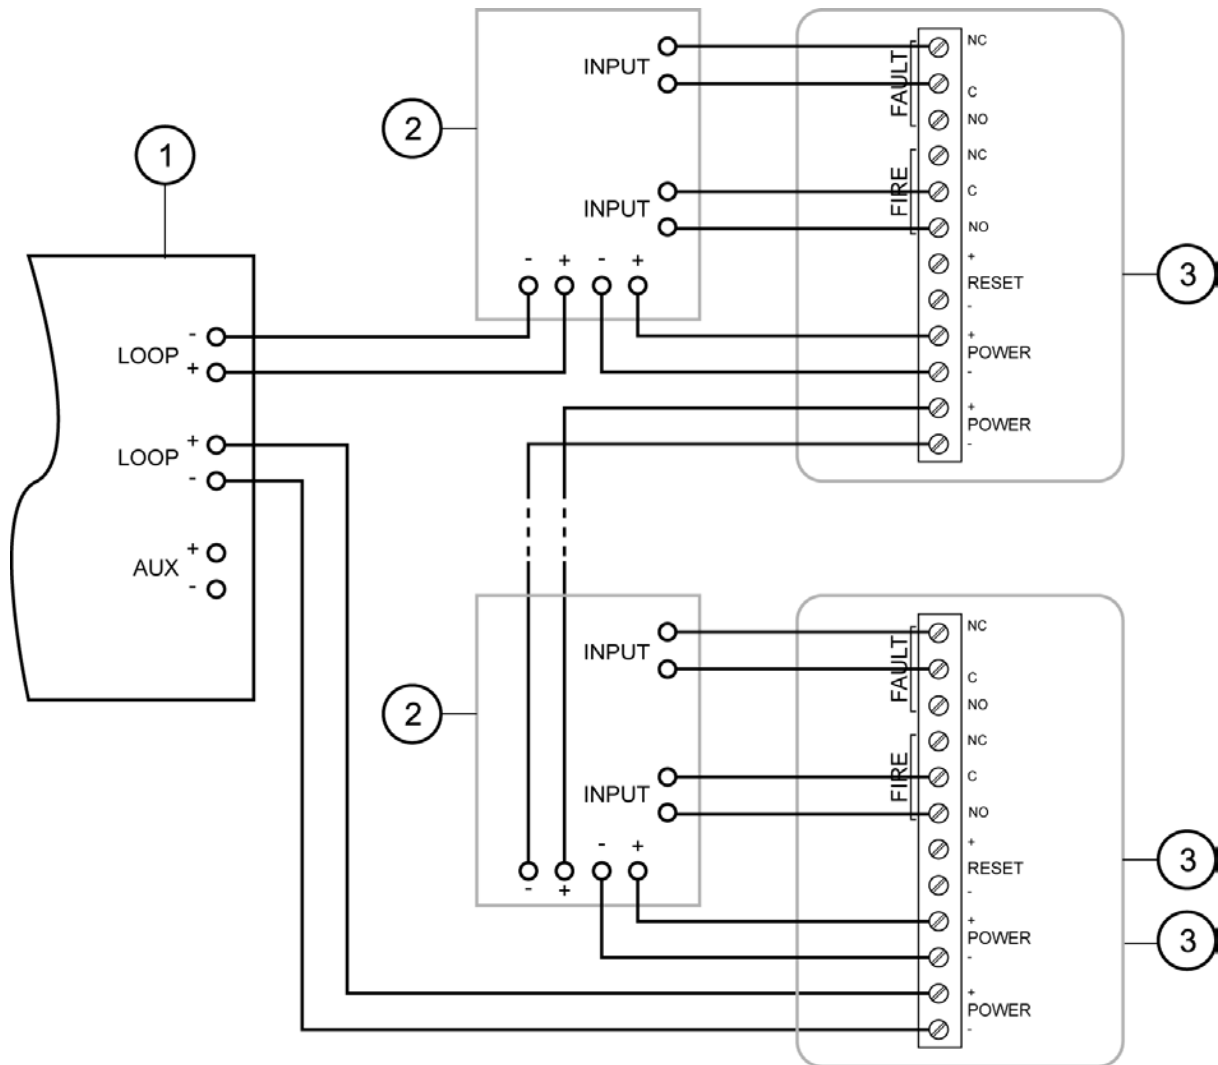 1
- LOOP
+
+ LOOP
-
+ AUX
-
2
INPUT
INPUT
- + - +
FAULT
NC
C
NO
FIRE
NC
C
NO
+
RESET
-
+
POWER
-
+
POWER
-
3
2
INPUT
INPUT
- +
- +
FAULT
NC
C
NO
FIRE
NC
C
NO
+
RESET
-
+
POWER
-
+
POWER
-
3
3